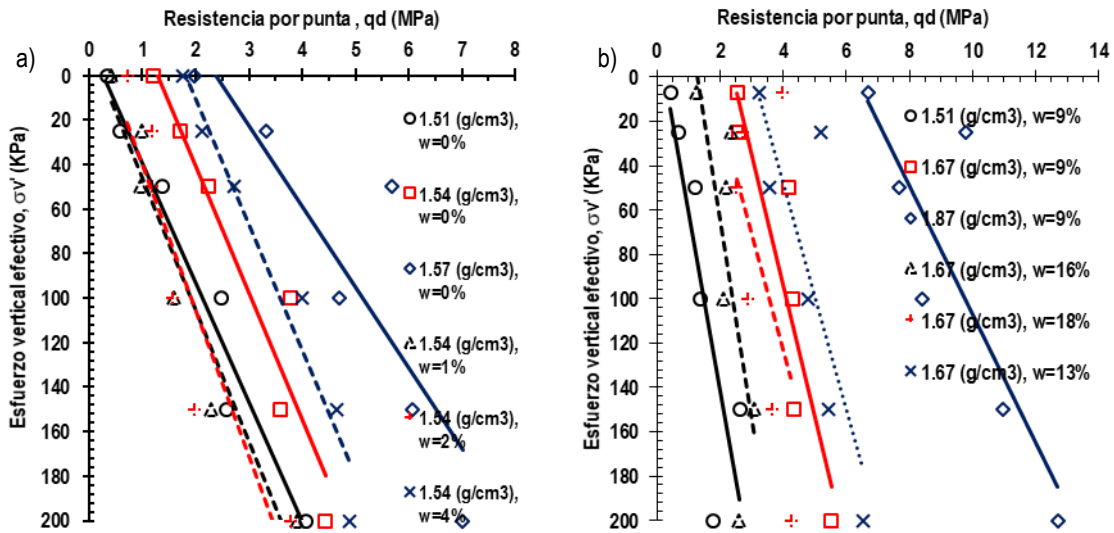 Resistencia por punta , qd (MPa)
a)
0 1 2 3 4 5 6 7 8
Esfuerzo vertical efectivo, σv' (KPa)
0
20
40
60
80
100
120
140
160
180
200
1.51 (g/cm3),
w=0%
1.54 (g/cm3),
w=0%
1.57 (g/cm3),
w=0%
1.54 (g/cm3),
w=1%
1.54 (g/cm3),
w=2%
1.54 (g/cm3),
w=4%
Resistencia por punta, qd (MPa)
b)
0 2 4 6 8 10 12 14
Esfuerzo vertical efectivo, σv' (KPa)
0
20
40
60
80
100
120
140
160
180
200
1.51 (g/cm3), w=9%
1.67 (g/cm3), w=9%
1.87 (g/cm3), w=9%
1.67 (g/cm3), w=16%
1.67 (g/cm3), w=18%
1.67 (g/cm3), w=13%